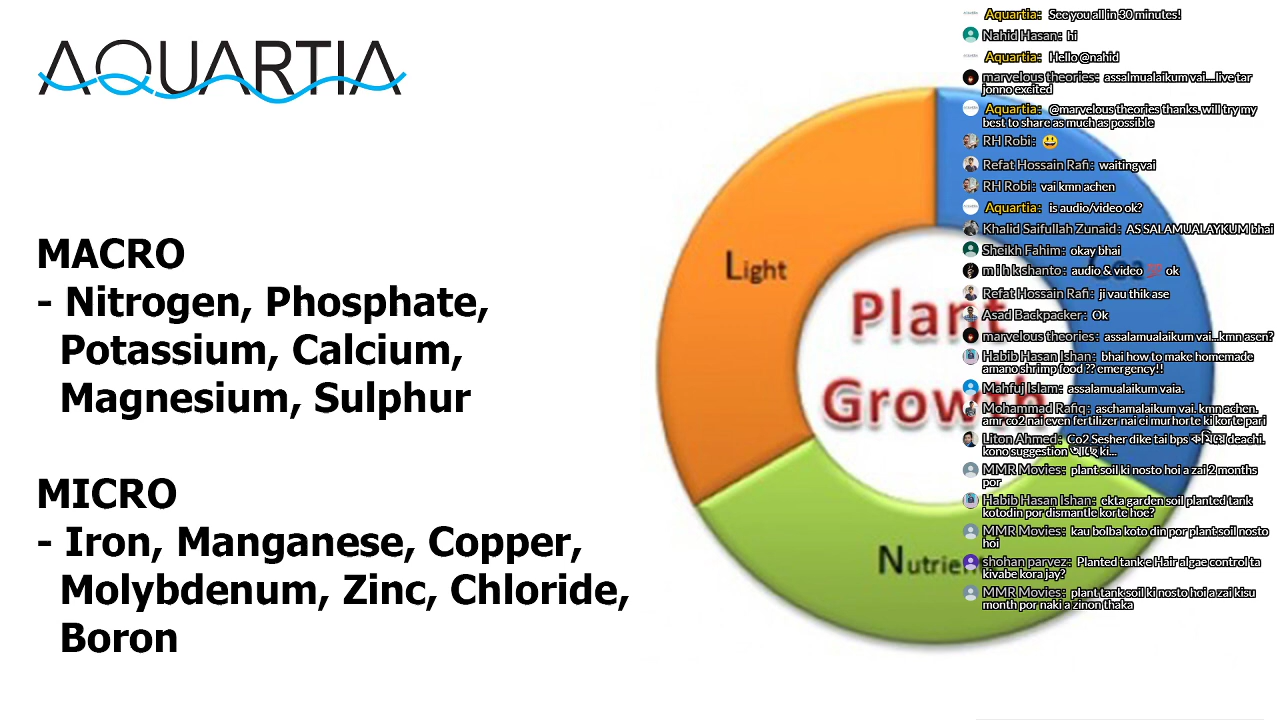 AQUARTIA
MACRO
- Nitrogen, Phosphate,
Potassium, Calcium,
Magnesium, Sulphur
MICRO
- Iron, Manganese, Copper,
Molybdenum, Zinc, Chloride,
Boron
Light
Plant
Growth
Aquartia: See you all in 30 minutes!
Nahid Hasan: hi
Aquartia: Hello @nahid
marvelous theories: assalmualaikum vai....live tar
jonno excited
Aquartia: @marvelous theories thanks. will try my
best to share as much as possible
RH Robi: 😃
Refat Hossain Rafi: waiting vai
RH Robi: vai kmn achen
Aquartia: is audio/video ok?
Khalid Saifullah Zunaid: AS SALAMUALAYKUM bhai
Sheikh Fahim: okay bhai
m i h k shanto: audio & video 💯 ok
Refat Hossain Rafi: ji vau thik ase
Asad Backpacker: Ok
marvelous theories: assalamualaikum vai...kmn asen?
Habib Hasan Ishan: bhai how to make homemade
amano shrimp food ?? emergency!!
Mahfuj Islam: assalamualaikum vaia.
Mohammad Rafiq: aschamalaikum vai. kmn achen.
amr co2 nai even fertilizer nai ei murhorte ki korte pari
Liton Ahmed: Co2 Sesher dike tai bps কমিয়ে deachi.
kono suggestion আছে ki...
MMR Movies: plant soil ki nosto hoi a zai 2 months
por
Habib Hasan Ishan: ekta garden soil planted tank
kotodin por dismantle korte hoe?
MMR Movies: kau bolba koto din por plant soil nosto
hoi
shohan parvez: Planted tank e Hair algae control ta
kivabe kora jay?
MMR Movies: plant tank soil ki nosto hoi a zai kisu
month por naki a zinon thaka